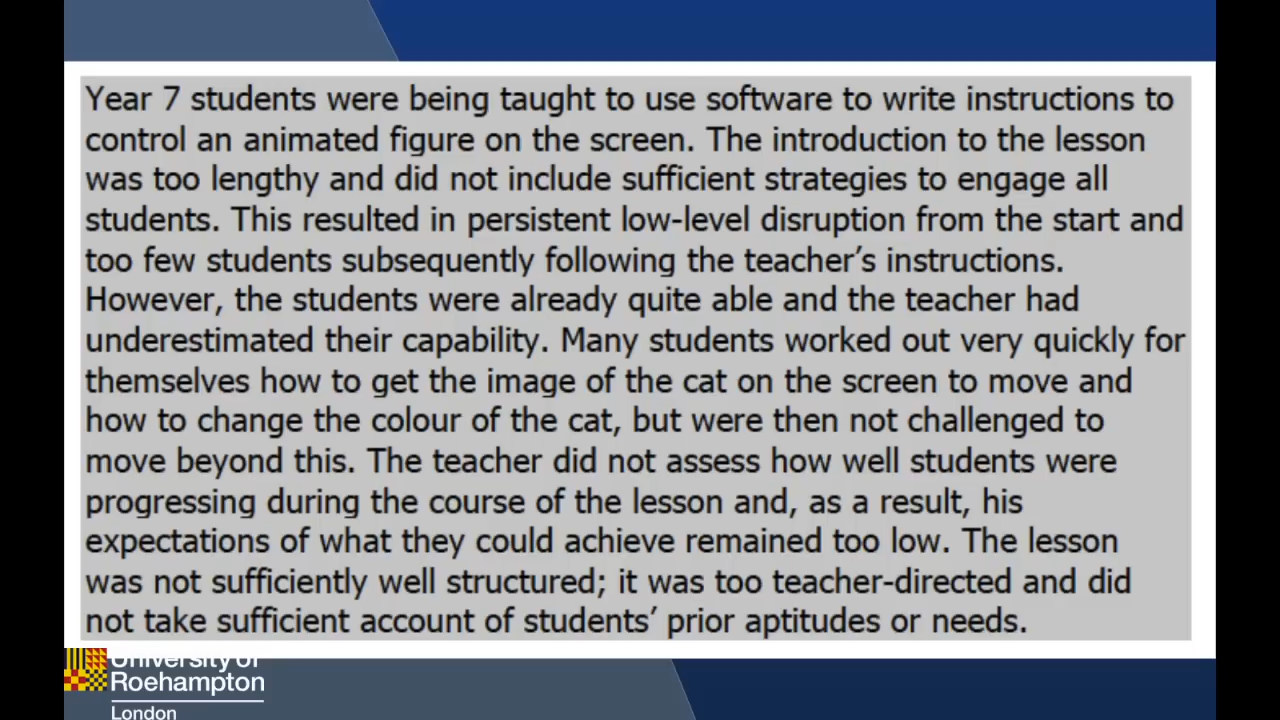 Year 7 students were being taught to use software to write instructions to
control an animated figure on the screen. The introduction to the lesson
was too lengthy and did not include sufficient strategies to engage all
students. This resulted in persistent low-level disruption from the start and
too few students subsequently following the teacher’s instructions.
However, the students were already quite able and the teacher had
underestimated their capability. Many students worked out very quickly for
themselves how to get the image of the cat on the screen to move and
how to change the colour of the cat, but were then not challenged to
move beyond this. The teacher did not assess how well students were
progressing during the course of the lesson and, as a result, his
expectations of what they could achieve remained too low. The lesson
was not sufficiently well structured; it was too teacher-directed and did
not take sufficient account of students’ prior aptitudes or needs.
University of
Roehampton
London